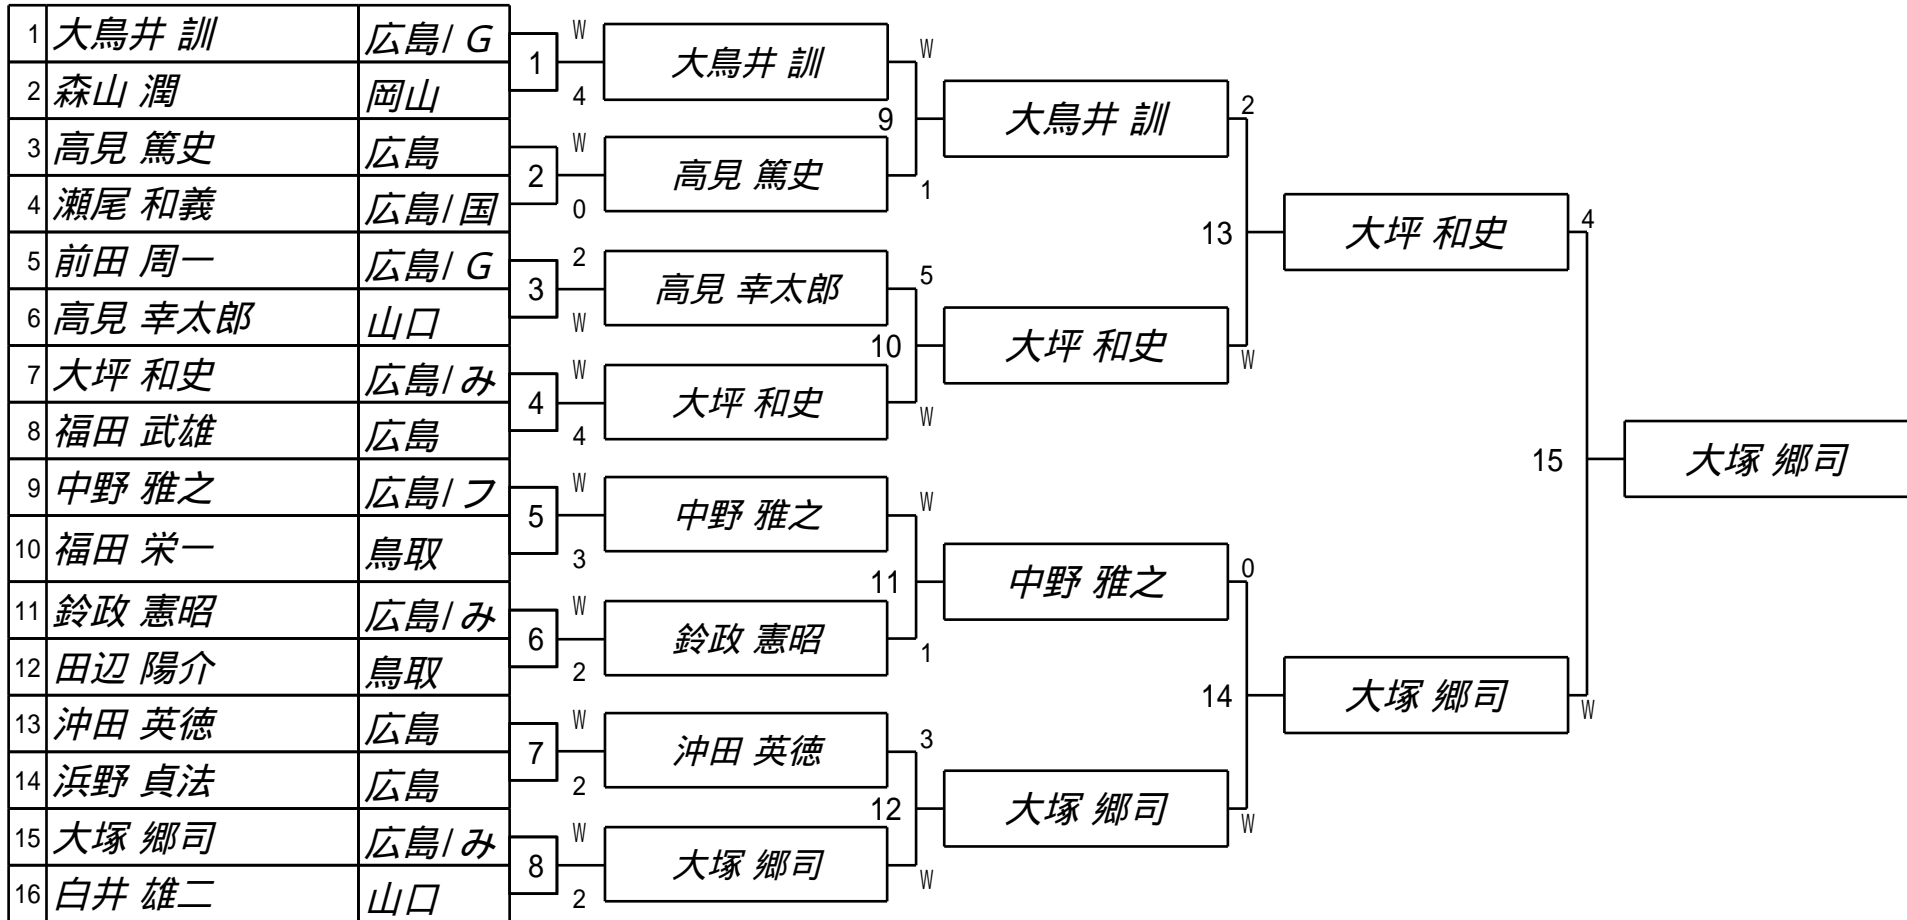 1 大鳥井 訓 広島/G
2 森山 潤 岡山
3 高見 篤史 広島
4 瀬尾 和義 広島/国
5 前田 周一 広島/G
6 高見 幸太郎 山口
7 大坪 和史 広島/み
8 福田 武雄 広島
9 中野 雅之 広島/フ
10 福田 栄一 鳥取
11 鈴政 憲昭 広島/み
12 田辺 陽介 鳥取
13 沖田 英徳 広島
14 浜野 貞法 広島
15 大塚 郷司 広島/み
16 白井 雄二 山口
1 W 4
2 W 0
3 2 W
4 W 4
5 W 3
6 W 2
7 W 2
8 W 2
大鳥井 訓 W
9
高見 篤史 1
高見 幸太郎 5
10
大坪 和史 W
中野 雅之 W
11
鈴政 憲昭 1
沖田 英徳 3
12
大塚 郷司 W
大鳥井 訓 2
13
大坪 和史 W
中野 雅之 0
14
大塚 郷司 W
大坪 和史 4
15
大塚 郷司 W
大塚 郷司